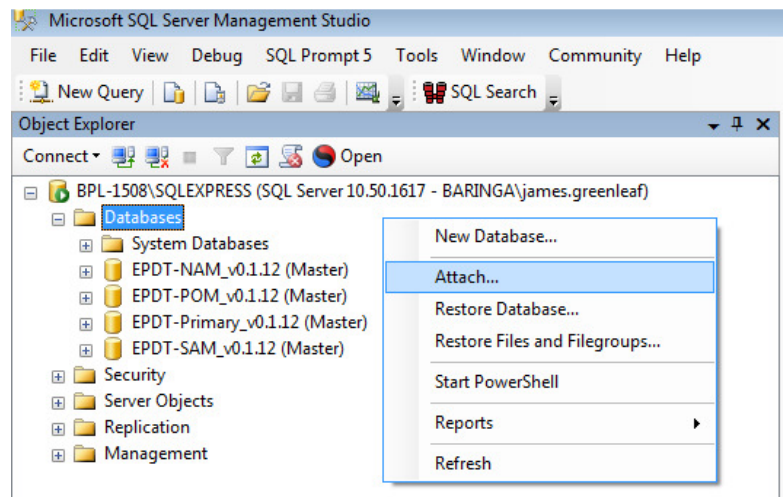 Microsoft SQL Server Management Studio
File Edit View Debug SQL Prompt 5 Tools Window Community Help
New Query SQL Search
Object Explorer
Connect Open
BPL-1508\SQLEXPRESS (SQL Server 10.50.1617 - BARINGA\james.greenleaf)
Databases
System Databases
EPDT-NAM_v0.1.12 (Master)
EPDT-POM_v0.1.12 (Master)
EPDT-Primary_v0.1.12 (Master)
EPDT-SAM_v0.1.12 (Master)
Security
Server Objects
Replication
Management
New Database...
Attach...
Restore Database...
Restore Files and Filegroups...
Start PowerShell
Reports
Refresh